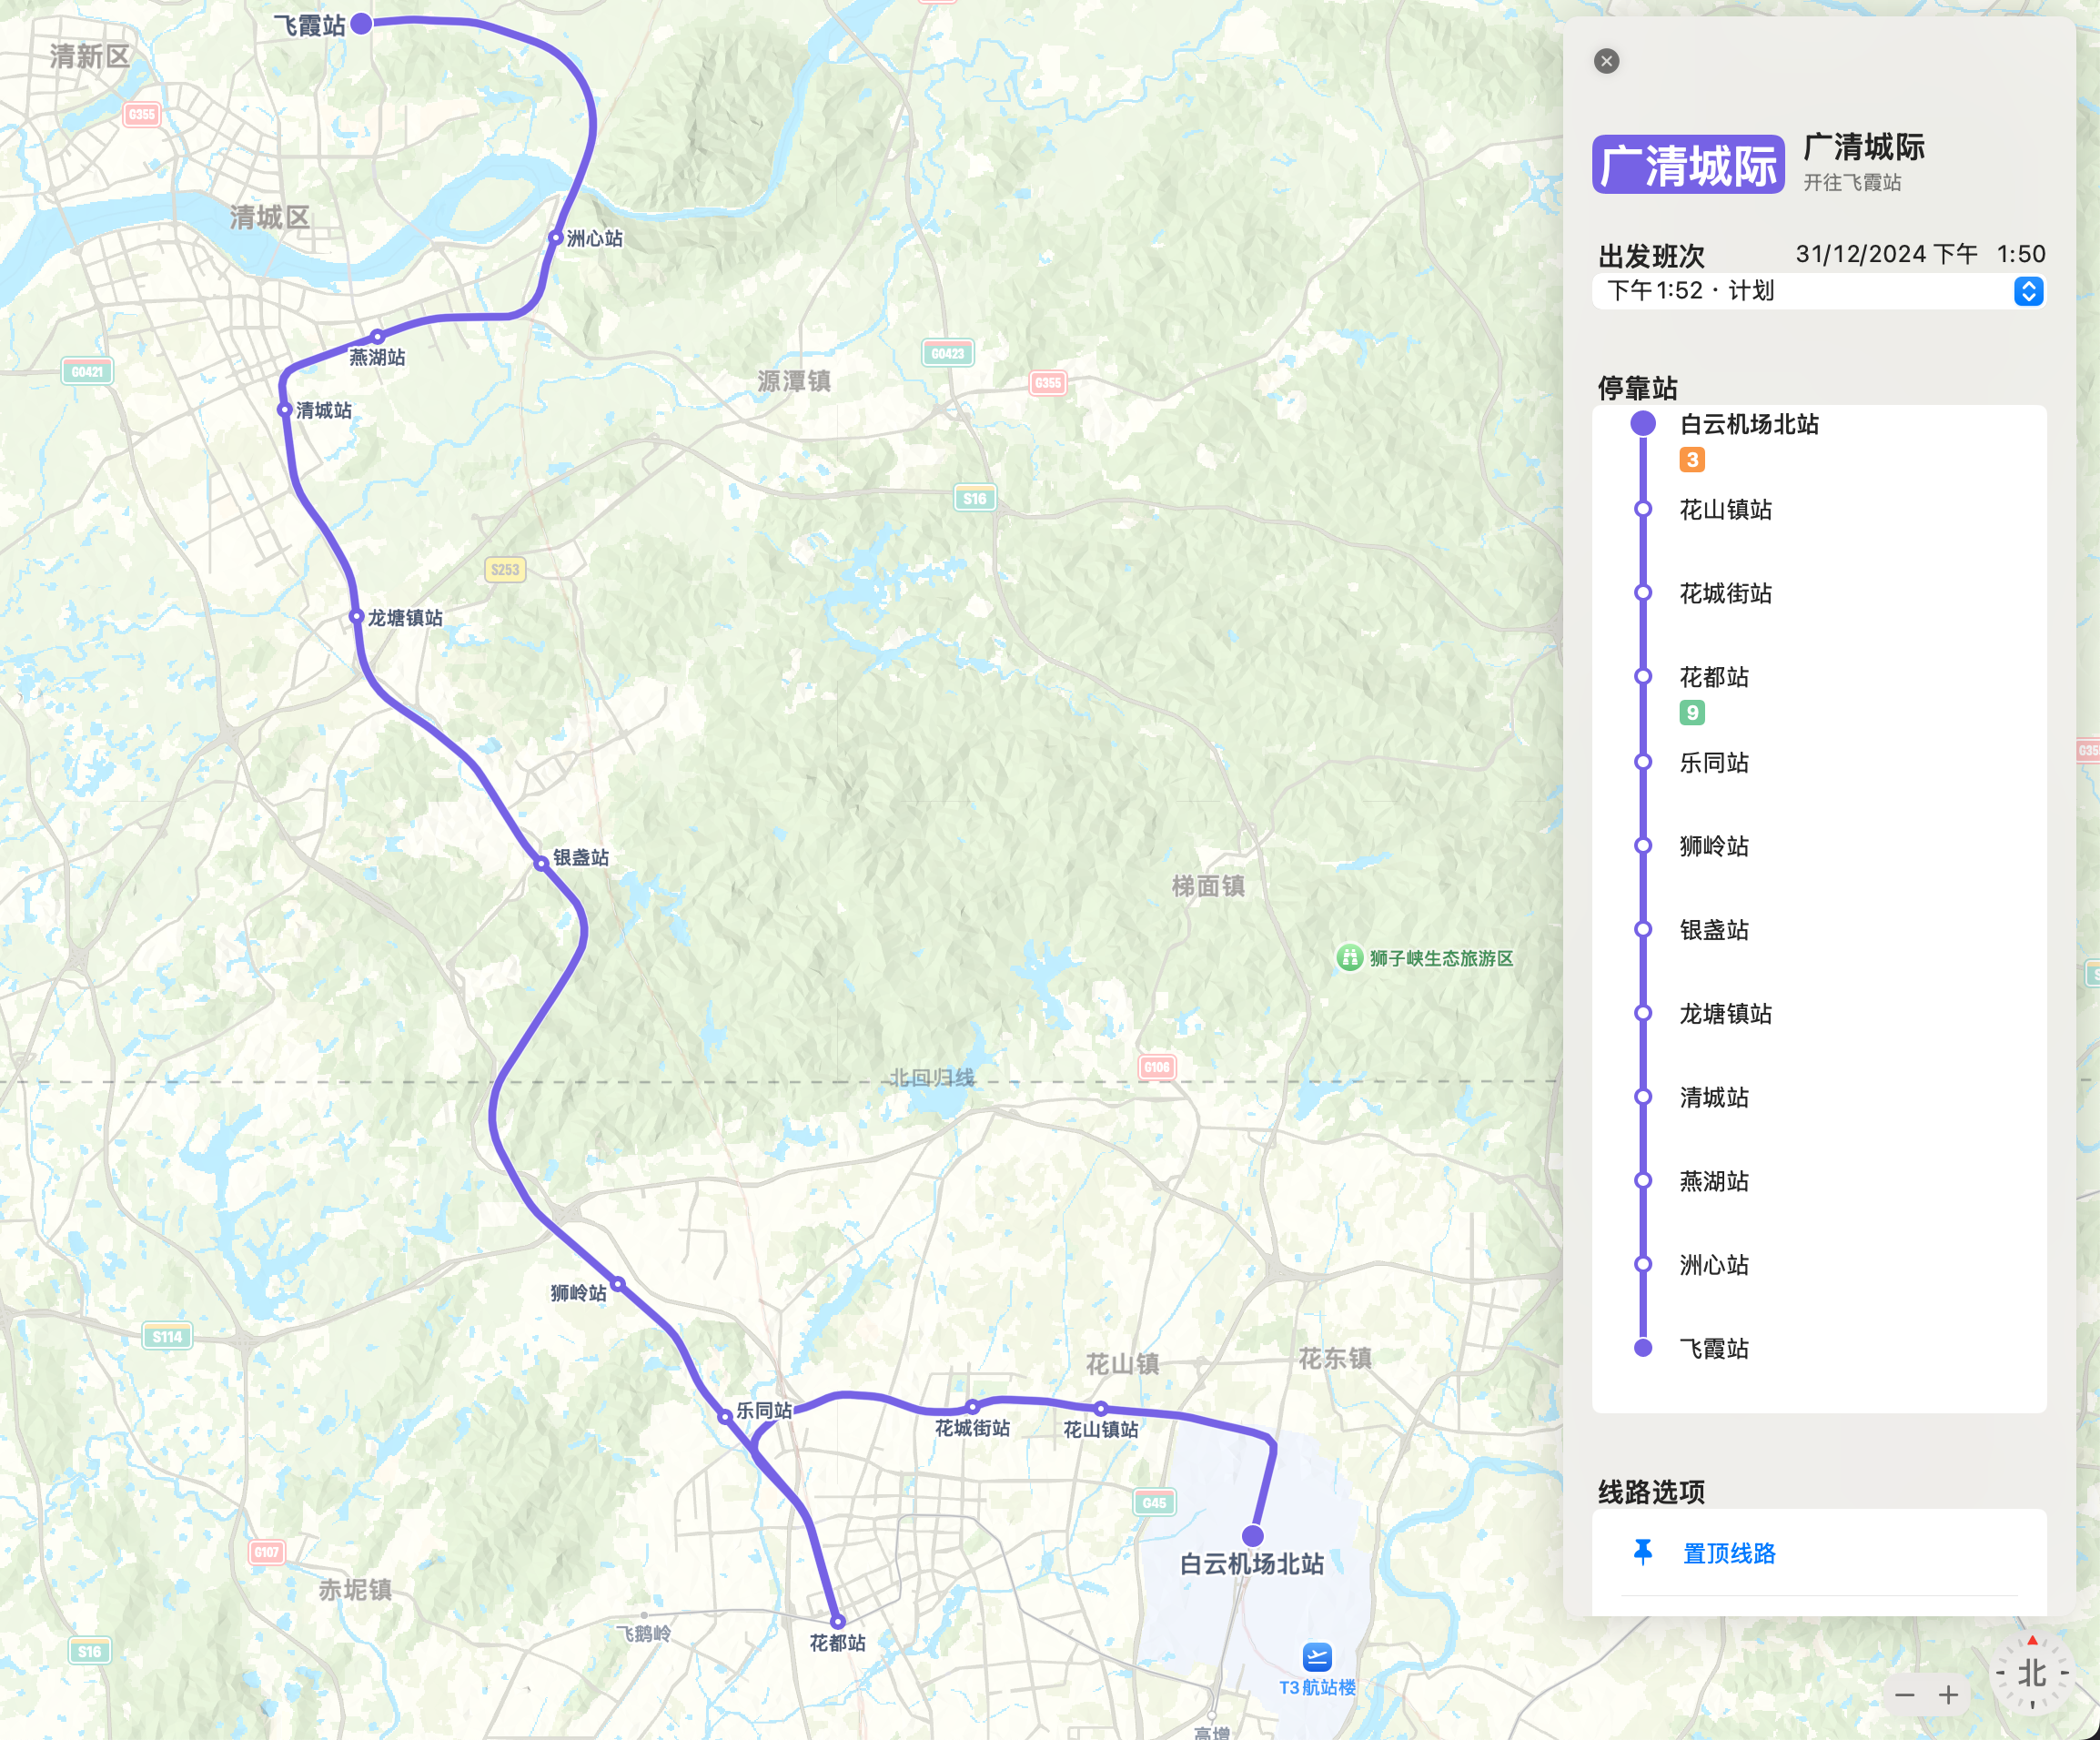 飞霞站
清新区
G355
清城区
洲心站
燕湖站
G0421
清城站
源潭镇
G0423
G355
S16
S253
龙塘镇站
银盏站
梯面镇
狮子峡生态旅游区
北回归线
G106
狮岭站
S114
花山镇
花东镇
乐同站
花城街站
花山镇站
G45
G107
赤坭镇
白云机场北站
飞鹅岭
花都站
S16
T3航站楼
高增
广清城际
广清城际
开往飞霞站
出发班次
31/12/2024 下午 1:50
下午1:52 · 计划
停靠站
白云机场北站
3
花山镇站
花城街站
花都站
9
乐同站
狮岭站
银盏站
龙塘镇站
清城站
燕湖站
洲心站
飞霞站
线路选项
置顶线路
北